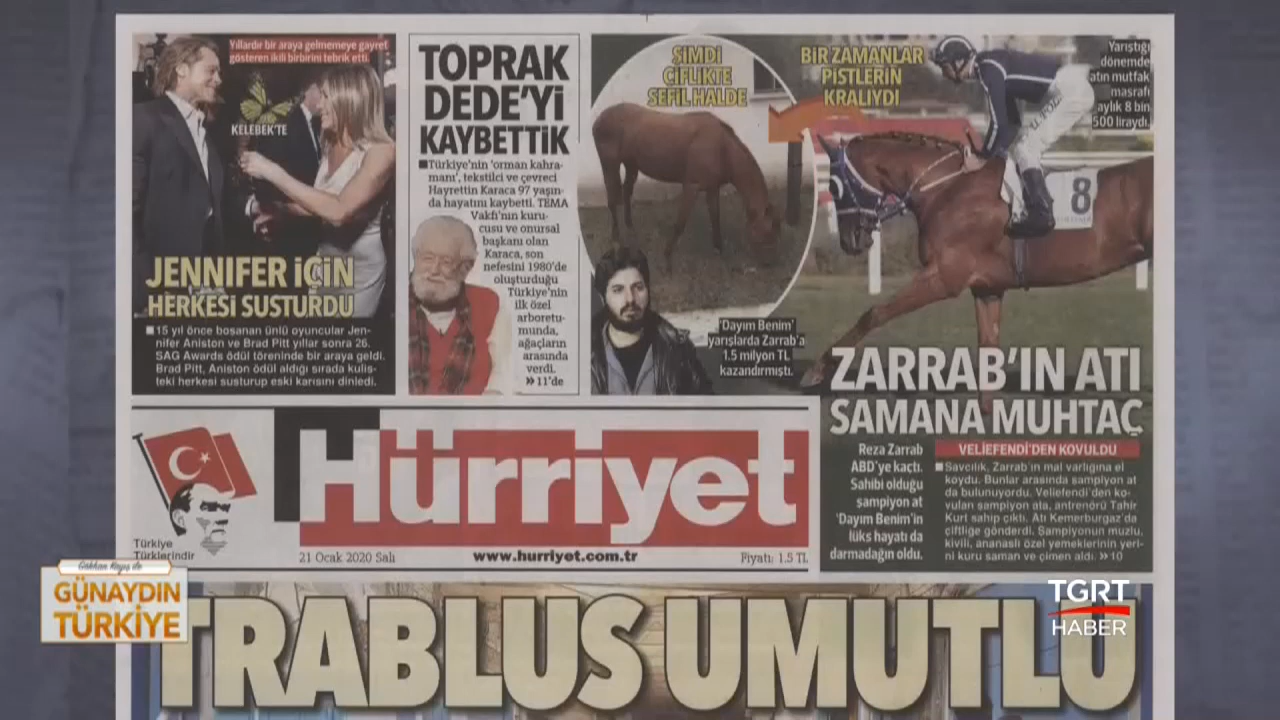 Yıllardır bir araya gelmemeye gayret
gösteren ikili birbirini tebrik etti.
KELEBEK'TE
JENNIFER İÇİN
HERKESİ SUSTURDU
■15 yıl önce boşanan ünlü oyuncular Jen-
nifer Aniston ve Brad Pitt yıllar sonra 26.
SAG Awards ödül töreninde bir araya geldi.
Brad Pitt, Aniston ödül aldığı sırada kulis-
teki herkesi susturup eski karısını dinledi.
TOPRAK
DEDE'Yİ
KAYBETTİK
■Türkiye'nin 'orman kahra-
manı', tekstilci ve çevreci
Hayrettin Karaca 97 yaşın-
da hayatını kaybetti. TEMA
Vakfı'nın kuru-
cusu ve onursal
başkanı olan
Karaca, son
nefesini 1980'de
oluşturduğu
Türkiye'nin
ilk özel
arboretu-
munda,
ağaçların
arasında
verdi.
»11'de
ŞİMDİ
ÇİFLİKTE
SEFİL HALDE
BİR ZAMANLAR
PİSTLERİN
KRALIYDI
Yarıştığı
dönemde
atın mutfak
masrafı
aylık 8 bin
500 liraydı.
8
'Dayım Benim'
yarışlarda Zarrab'a
1.5 milyon TL
kazandırmıştı.
ZARRAB'IN ATI
SAMANA MUHTAÇ
Reza Zarrab
ABD'ye kaçtı.
Sahibi olduğu
şampiyon at
'Dayım Benim'in
lüks hayatı da
darmadağın oldu.
VELİEFENDİ'DEN KOVULDU
■Savcılık, Zarrab'ın mal varlığına el
koydu. Bunlar arasında şampiyon at
da bulunuyordu. Veliefendi'den ko-
vulan şampiyon ata, antrenörü Tahir
Kurt sahip çıktı. Atı Kemerburgaz'da
çiftliğe gönderdi. Şampiyonun muzlu,
kivili, ananaslı özel yemeklerinin yeri-
ni kuru saman ve çimen aldı. »10
Hürriyet
Türkiye
Türklerindir
21 Ocak 2020 Salı
www.hurriyet.com.tr
Fiyatı: 1.5 TL
TRABLUS UMUTLU
GÜNAYDIN
TÜRKİYE
TGRT
HABER